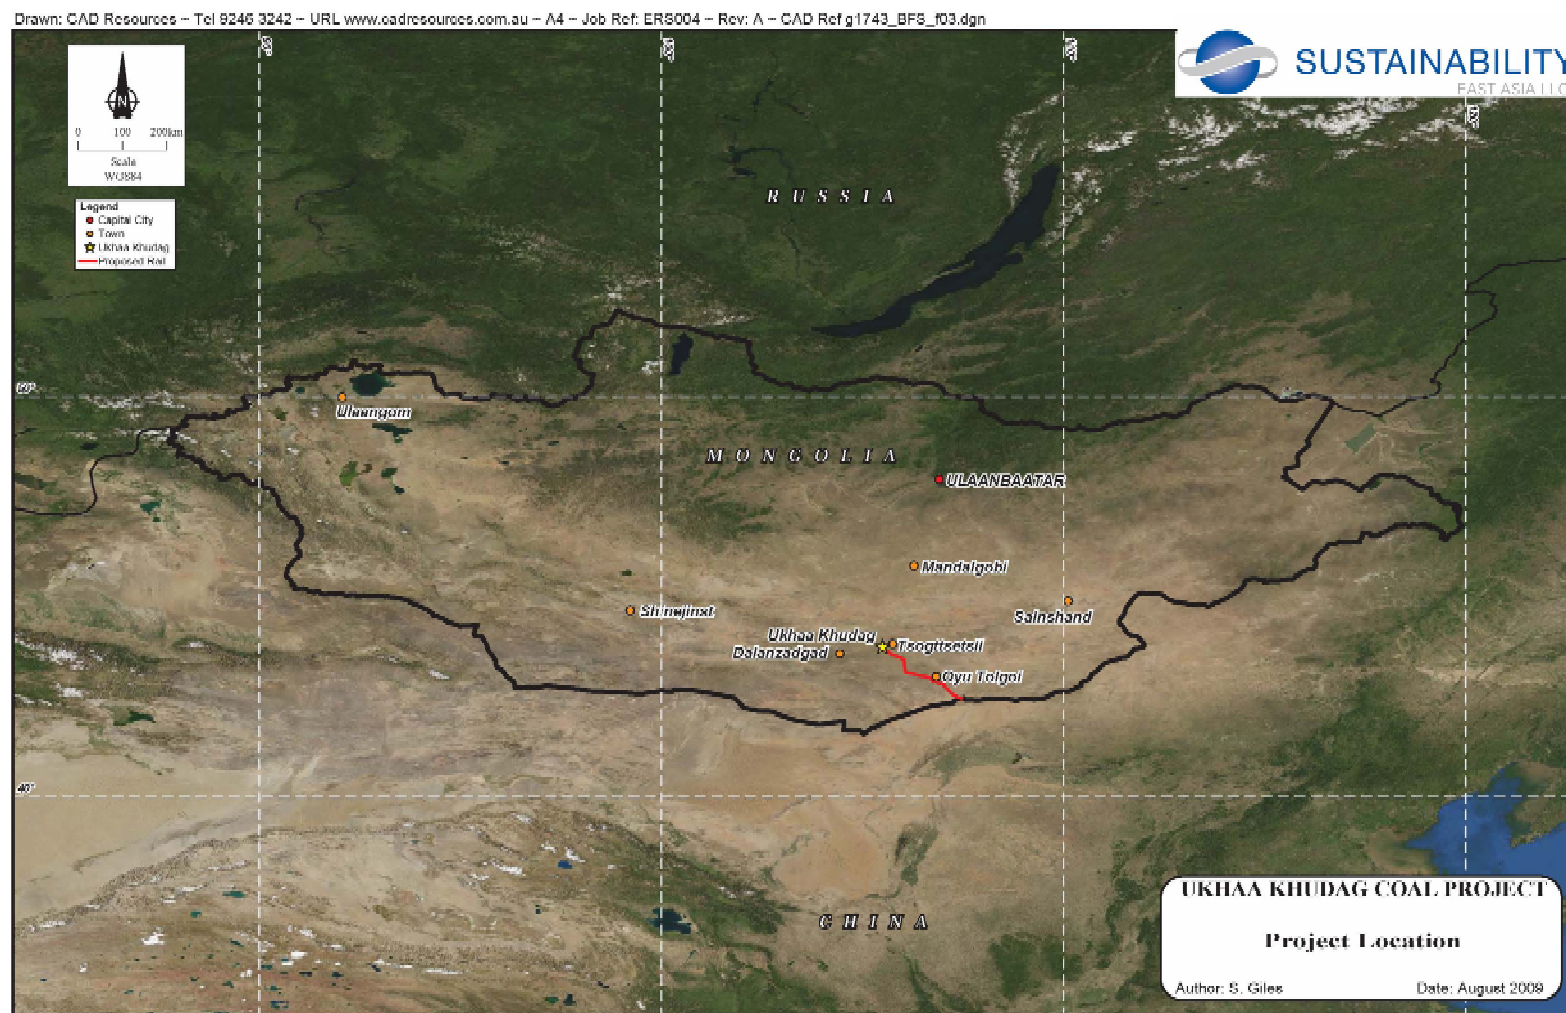 Drawn: CAD Resources ~ Tel 9246 3242 ~ URL www.cadresources.com.au ~ A4 ~ Job Ref: ERS004 ~ Rev: A ~ CAD Ref g1743_BFS_f03.dgn
SUSTAINABILITY
EAST ASIA LLC
N
0 100 200km
Scale
WGS84
Legend
Capital City
Town
Ukhaa Khudag
Proposed Rail
RUSSIA
50°
Ulaangom
MONGOLIA
ULAANBAATAR
Mandalgobi
Shinejinst
Sainshand
Ukhaa Khudag
Tsogttsetsii
Dalanzadgad
Oyu Tolgoi
40°
CHINA
UKHAA KHUDAG COAL PROJECT
Project Location
Author: S. Giles Date: August 2009